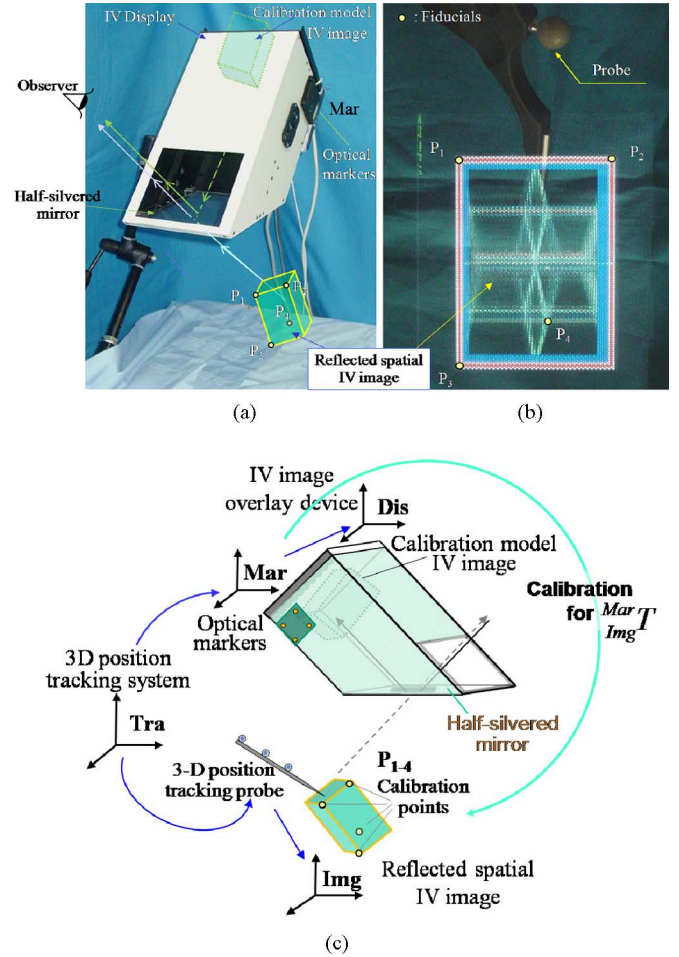 IV Display
Calibration model
IV image
Observer
Mar
Optical
markers
Half-silvered
mirror
P1
P2
P4
P3
Reflected spatial
IV image
(a)
: Fiducials
Probe
P1
P2
P4
P3
(b)
IV image
overlay device
Dis
Calibration model
IV image
Mar
Optical
markers
Calibration
for Mar Img T
3D position
tracking system
Tra
Half-silvered
mirror
3-D position
tracking probe
P1-4
Calibration
points
Img
Reflected spatial
IV image
(c)